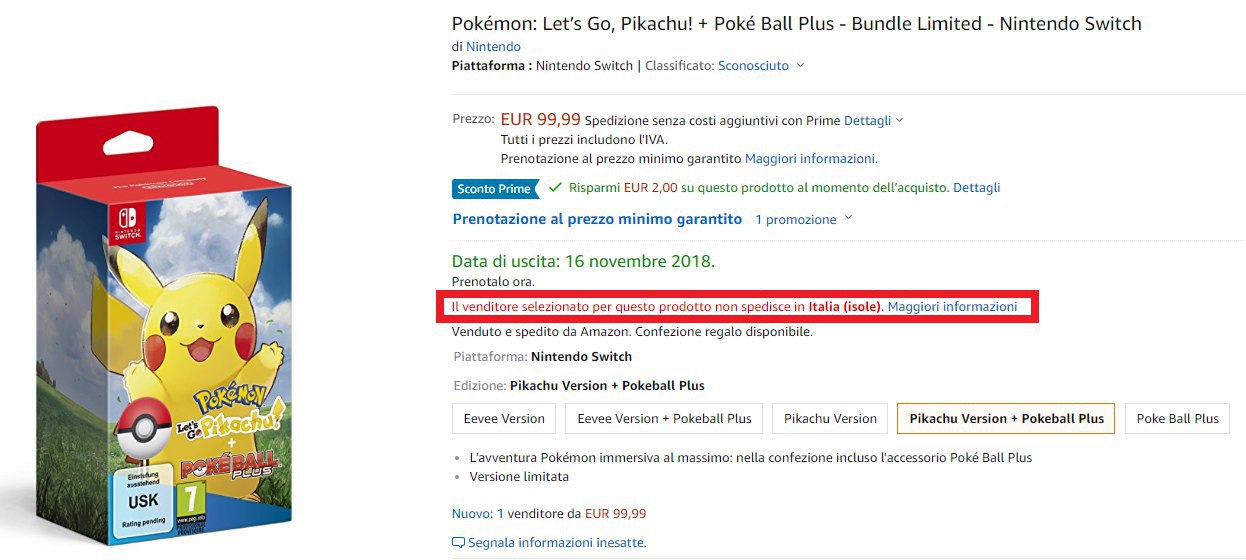 Pokémon: Let's Go, Pikachu! + Poké Ball Plus - Bundle Limited - Nintendo Switch
di Nintendo
Piattaforma : Nintendo Switch | Classificato: Sconosciuto
Prezzo: EUR 99,99 Spedizione senza costi aggiuntivi con Prime Dettagli
Tutti i prezzi includono l'IVA.
Prenotazione al prezzo minimo garantito Maggiori informazioni.
Sconto Prime Risparmi EUR 2,00 su questo prodotto al momento dell'acquisto. Dettagli
Prenotazione al prezzo minimo garantito 1 promozione
Data di uscita: 16 novembre 2018.
Prenotalo ora.
Il venditore selezionato per questo prodotto non spedisce in Italia (isole). Maggiori informazioni
Venduto e spedito da Amazon. Confezione regalo disponibile.
Piattaforma: Nintendo Switch
Edizione: Pikachu Version + Pokeball Plus
Eevee Version
Eevee Version + Pokeball Plus
Pikachu Version
Pikachu Version + Pokeball Plus
Poke Ball Plus
L'avventura Pokémon immersiva al massimo: nella confezione incluso l'accessorio Poké Ball Plus
Versione limitata
Nuovo: 1 venditore da EUR 99,99
Segnala informazioni inesatte.
The Pokémon Company
Nintendo
NINTENDO
SWITCH
POKéMON
Let's Go Pikachu!
+
POKé BALL
PLUS
Einstufung
ausstehend
USK
Rating pending
7
www.pegi.info